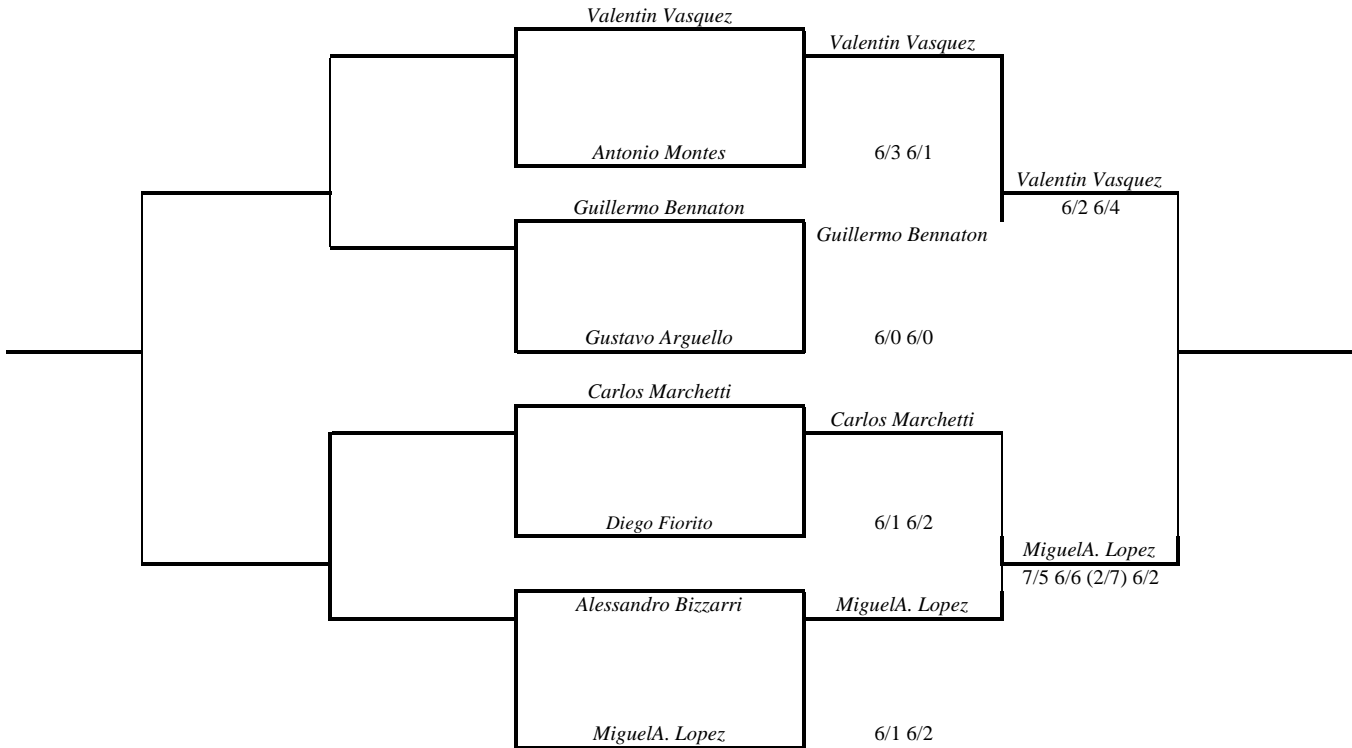 Valentin Vasquez
Valentin Vasquez
Antonio Montes
6/3 6/1
Valentin Vasquez
6/2 6/4
Guillermo Bennaton
Guillermo Bennaton
Gustavo Arguello
6/0 6/0
Carlos Marchetti
Carlos Marchetti
Diego Fiorito
6/1 6/2
MiguelA. Lopez
7/5 6/6 (2/7) 6/2
Alessandro Bizzarri
MiguelA. Lopez
MiguelA. Lopez
6/1 6/2